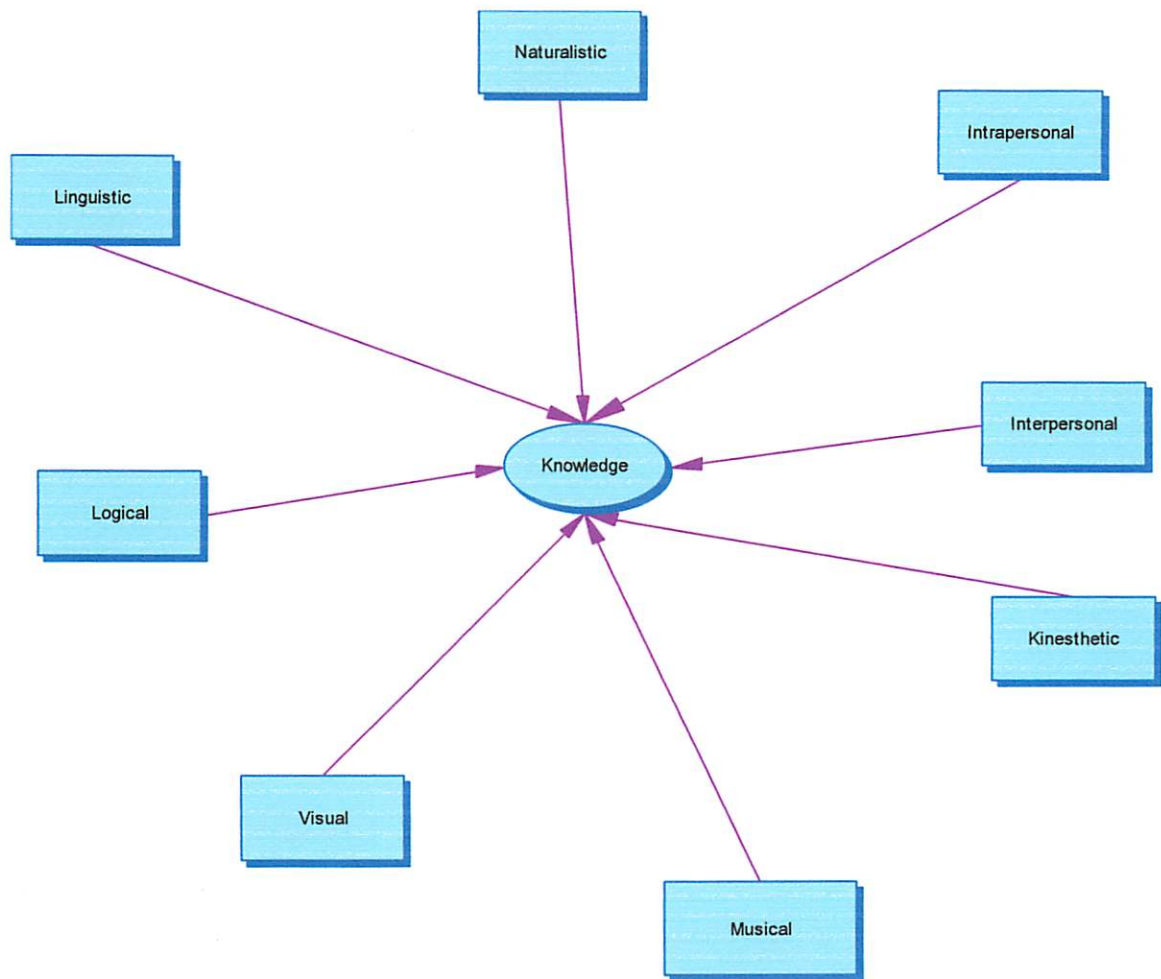 Naturalistic
Intrapersonal
Linguistic
Interpersonal
Knowledge
Logical
Kinesthetic
Visual
Musical